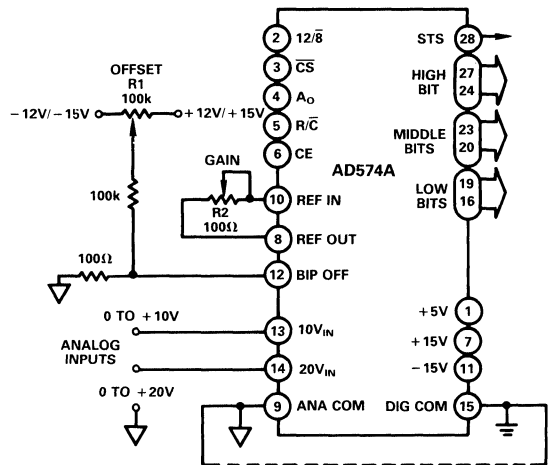 2 12/8̅
3 C̅S̅
4 AO
5 R/C̅
6 CE
OFFSET
R1
100k
-12V/-15V
+12V/+15V
100k
GAIN
R2
100Ω
10 REF IN
8 REF OUT
100Ω
12 BIP OFF
0 TO +10V
13 10VIN
ANALOG
INPUTS
14 20VIN
0 TO +20V
9 ANA COM
AD574A
STS 28
HIGH
BIT
27
24
MIDDLE
BITS
23
20
LOW
BITS
19
16
+5V 1
+15V 7
-15V 11
DIG COM 15